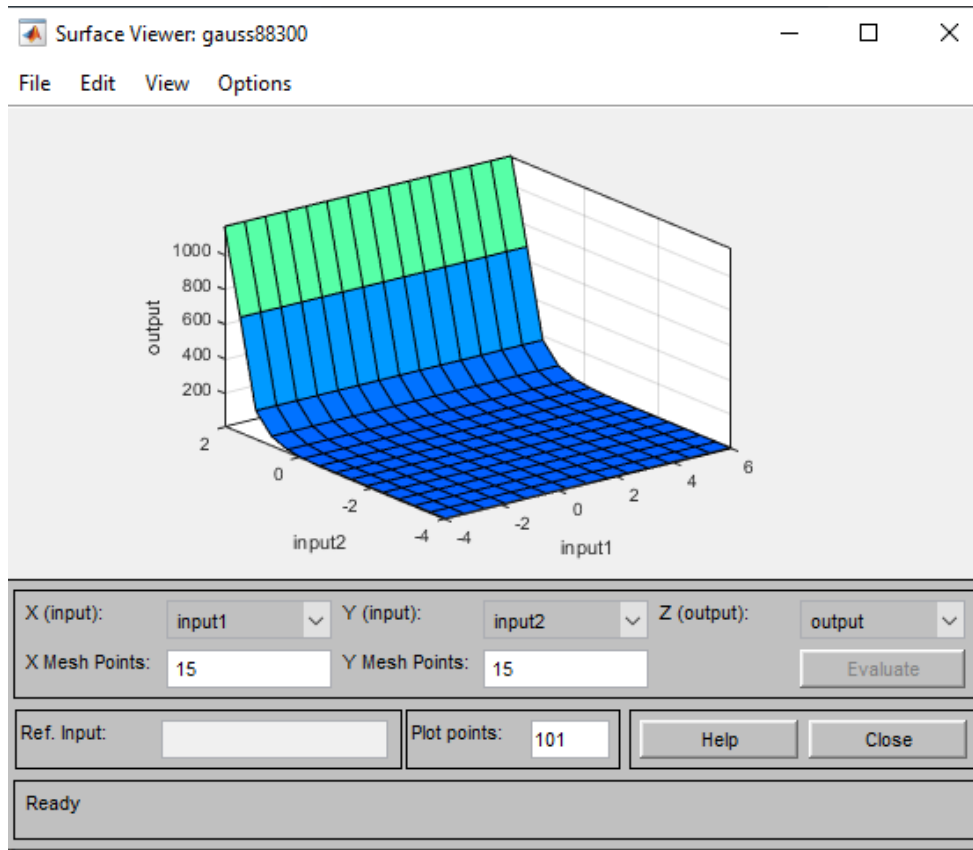 Surface Viewer: gauss88300
File Edit View Options
1000
800
600
400
200
output
2
0
-2
-4
input2
-4
-2
0
2
4
6
input1
X (input): input1 Y (input): input2 Z (output): output
X Mesh Points: 15 Y Mesh Points: 15 Evaluate
Ref. Input: Plot points: 101 Help Close
Ready